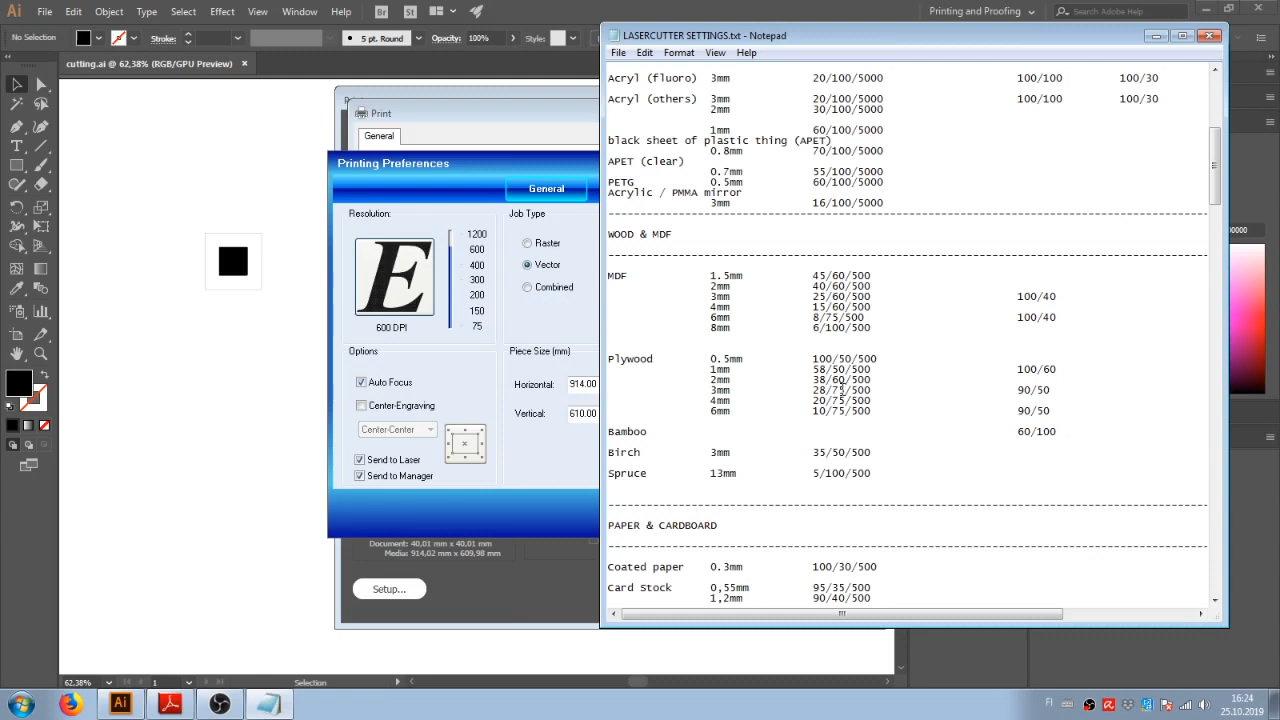 Ai File Edit Object Type Select Effect View Window Help Br St Printing and Proofing Search Adobe Help
No Selection Stroke: 5 pt. Round Opacity: 100% Style:
cutting.ai @ 62,38% (RGB/GPU Preview) ×
Print
General
Printing Preferences
General
Resolution:
E
600 DPI
1200
600
400
300
200
150
75
Job Type
Raster
Vector
Combined
Options
Auto Focus
Center-Engraving
Center-Center
Send to Laser
Send to Manager
Piece Size (mm)
Horizontal: 914.00
Vertical: 610.00
Document: 40,01 mm x 40,01 mm
Media: 914,02 mm x 609,98 mm
Setup...
LASERCUTTER SETTINGS.txt - Notepad
File Edit Format View Help
Acryl (fluoro) 3mm 20/100/5000 100/100 100/30
Acryl (others) 3mm 20/100/5000 100/100 100/30
2mm 30/100/5000
1mm 60/100/5000
black sheet of plastic thing (APET)
0.8mm 70/100/5000
APET (clear)
0.7mm 55/100/5000
PETG 0.5mm 60/100/5000
Acrylic / PMMA mirror
3mm 16/100/5000
WOOD & MDF
MDF 1.5mm 45/60/500
2mm 40/60/500
3mm 25/60/500 100/40
4mm 15/60/500
6mm 8/75/500 100/40
8mm 6/100/500
Plywood 0.5mm 100/50/500
1mm 58/50/500 100/60
2mm 38/60/500
3mm 28/75/500 90/50
4mm 20/75/500
6mm 10/75/500 90/50
Bamboo 60/100
Birch 3mm 35/50/500
Spruce 13mm 5/100/500
PAPER & CARDBOARD
Coated paper 0.3mm 100/30/500
Card Stock 0,55mm 95/35/500
1,2mm 90/40/500
62,38% 1 Selection
FI 16:24
25.10.2019